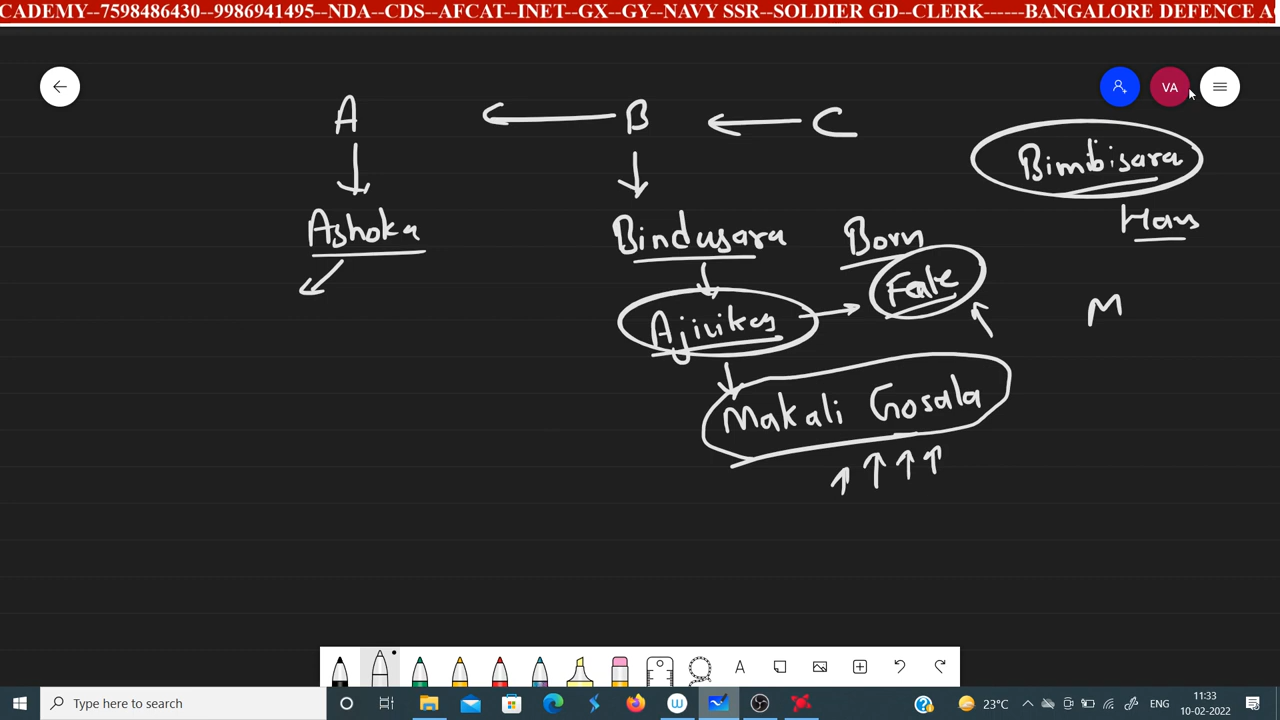 CADEMY--7598486430--9986941495--NDA--CDS--AFCAT--INET--GX--GY--NAVY SSR--SOLDIER GD--CLERK------BANGALORE DEFENCE A
VA
A B C
Bimbisara
Ashoka Bindusara Born Hans
Fate
Ajivikas M
Makali Gosala
A
Type here to search
23°C ENG 11:33
10-02-2022